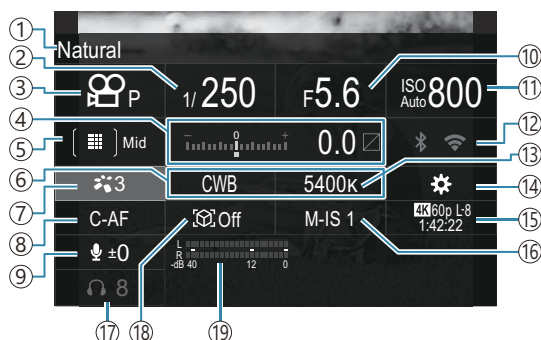 ①
Natural
② ⑩
③ P 1/250 F5.6 ISO Auto 800 ⑪
④ − 0 + 0.0 ⑫
⑤ Mid
⑥ CWB 5400K ⑬
⑦ 3 ⑭
⑧ C-AF Off M-IS 1 4K 60p L-8 ⑮
1:42:22
⑨ ±0 L
R
-dB 40 12 0 ⑯
8
⑰ ⑱ ⑲